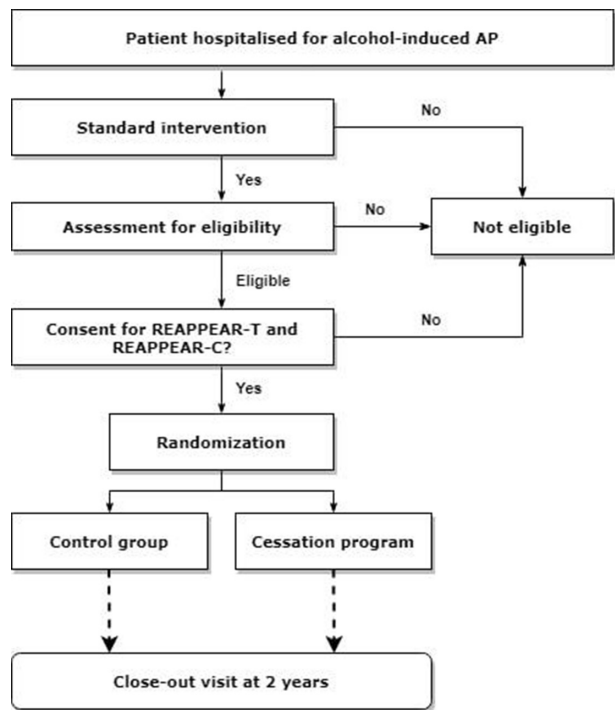 Patient hospitalised for alcohol-induced AP
No
Standard intervention
Yes
No
Assessment for eligibility
Not eligible
Eligible
Consent for REAPPEAR-T and
REAPPEAR-C?
No
Yes
Randomization
Control group
Cessation program
Close-out visit at 2 years